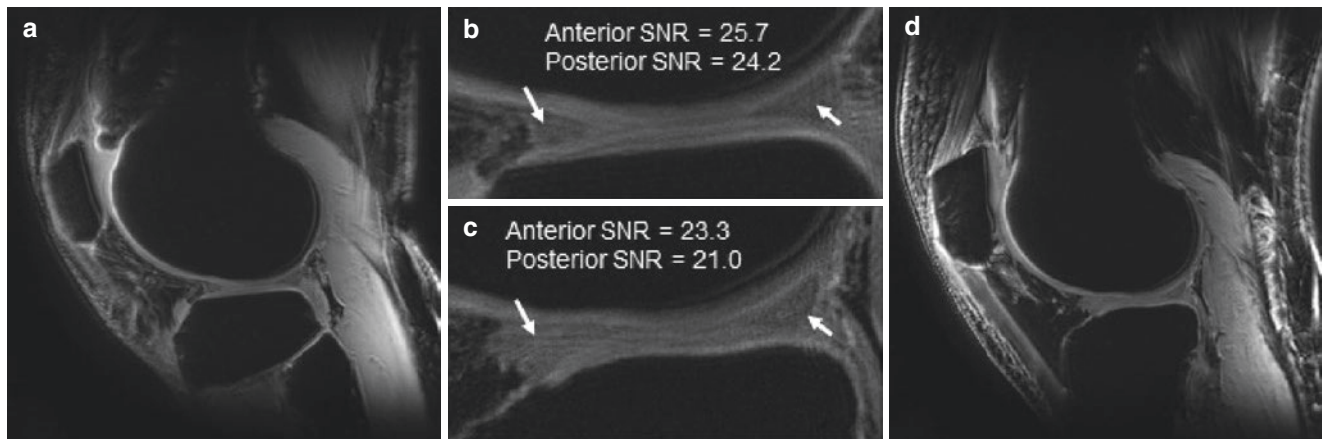 a
b
Anterior SNR = 25.7
Posterior SNR = 24.2
c
Anterior SNR = 23.3
Posterior SNR = 21.0
d